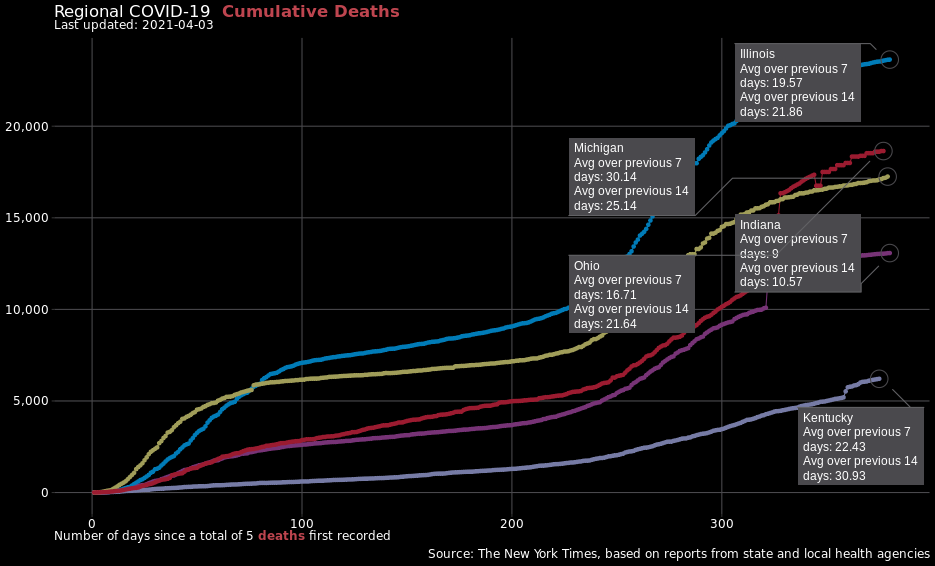 Regional COVID-19 Cumulative Deaths
Last updated: 2021-04-03
Illinois
Avg over previous 7
days: 19.57
Avg over previous 14
days: 21.86
20,000
Michigan
Avg over previous 7
days: 30.14
Avg over previous 14
days: 25.14
15,000
Indiana
Avg over previous 7
days: 9
Avg over previous 14
days: 10.57
Ohio
Avg over previous 7
days: 16.71
Avg over previous 14
days: 21.64
10,000
5,000
Kentucky
Avg over previous 7
days: 22.43
Avg over previous 14
days: 30.93
0
0 100 200 300
Number of days since a total of 5 deaths first recorded
Source: The New York Times, based on reports from state and local health agencies